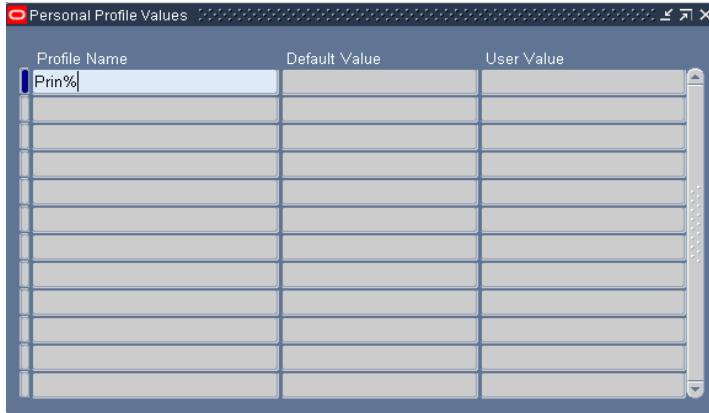 Personal Profile Values
Profile Name Default Value User Value
Prin%